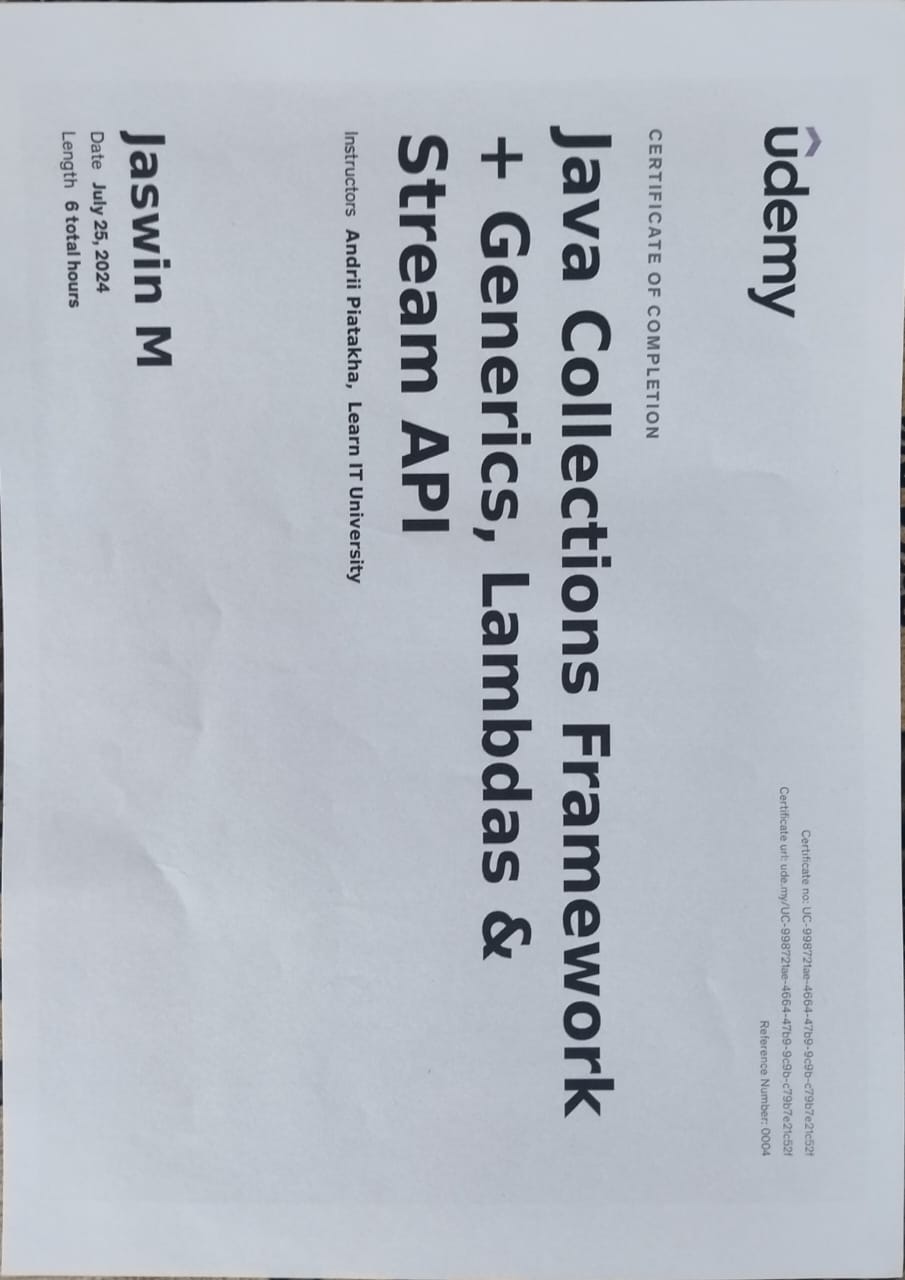 udemy
Certificate no: UC-998721ae-4664-47b9-9c9b-c79b7e21c52f
Certificate url: ude.my/UC-998721ae-4664-47b9-9c9b-c79b7e21c52f
Reference Number: 0004
CERTIFICATE OF COMPLETION
Java Collections Framework
+ Generics, Lambdas &
Stream API
Instructors Andrii Piatakha, Learn IT University
Jaswin M
Date July 25, 2024
Length 6 total hours